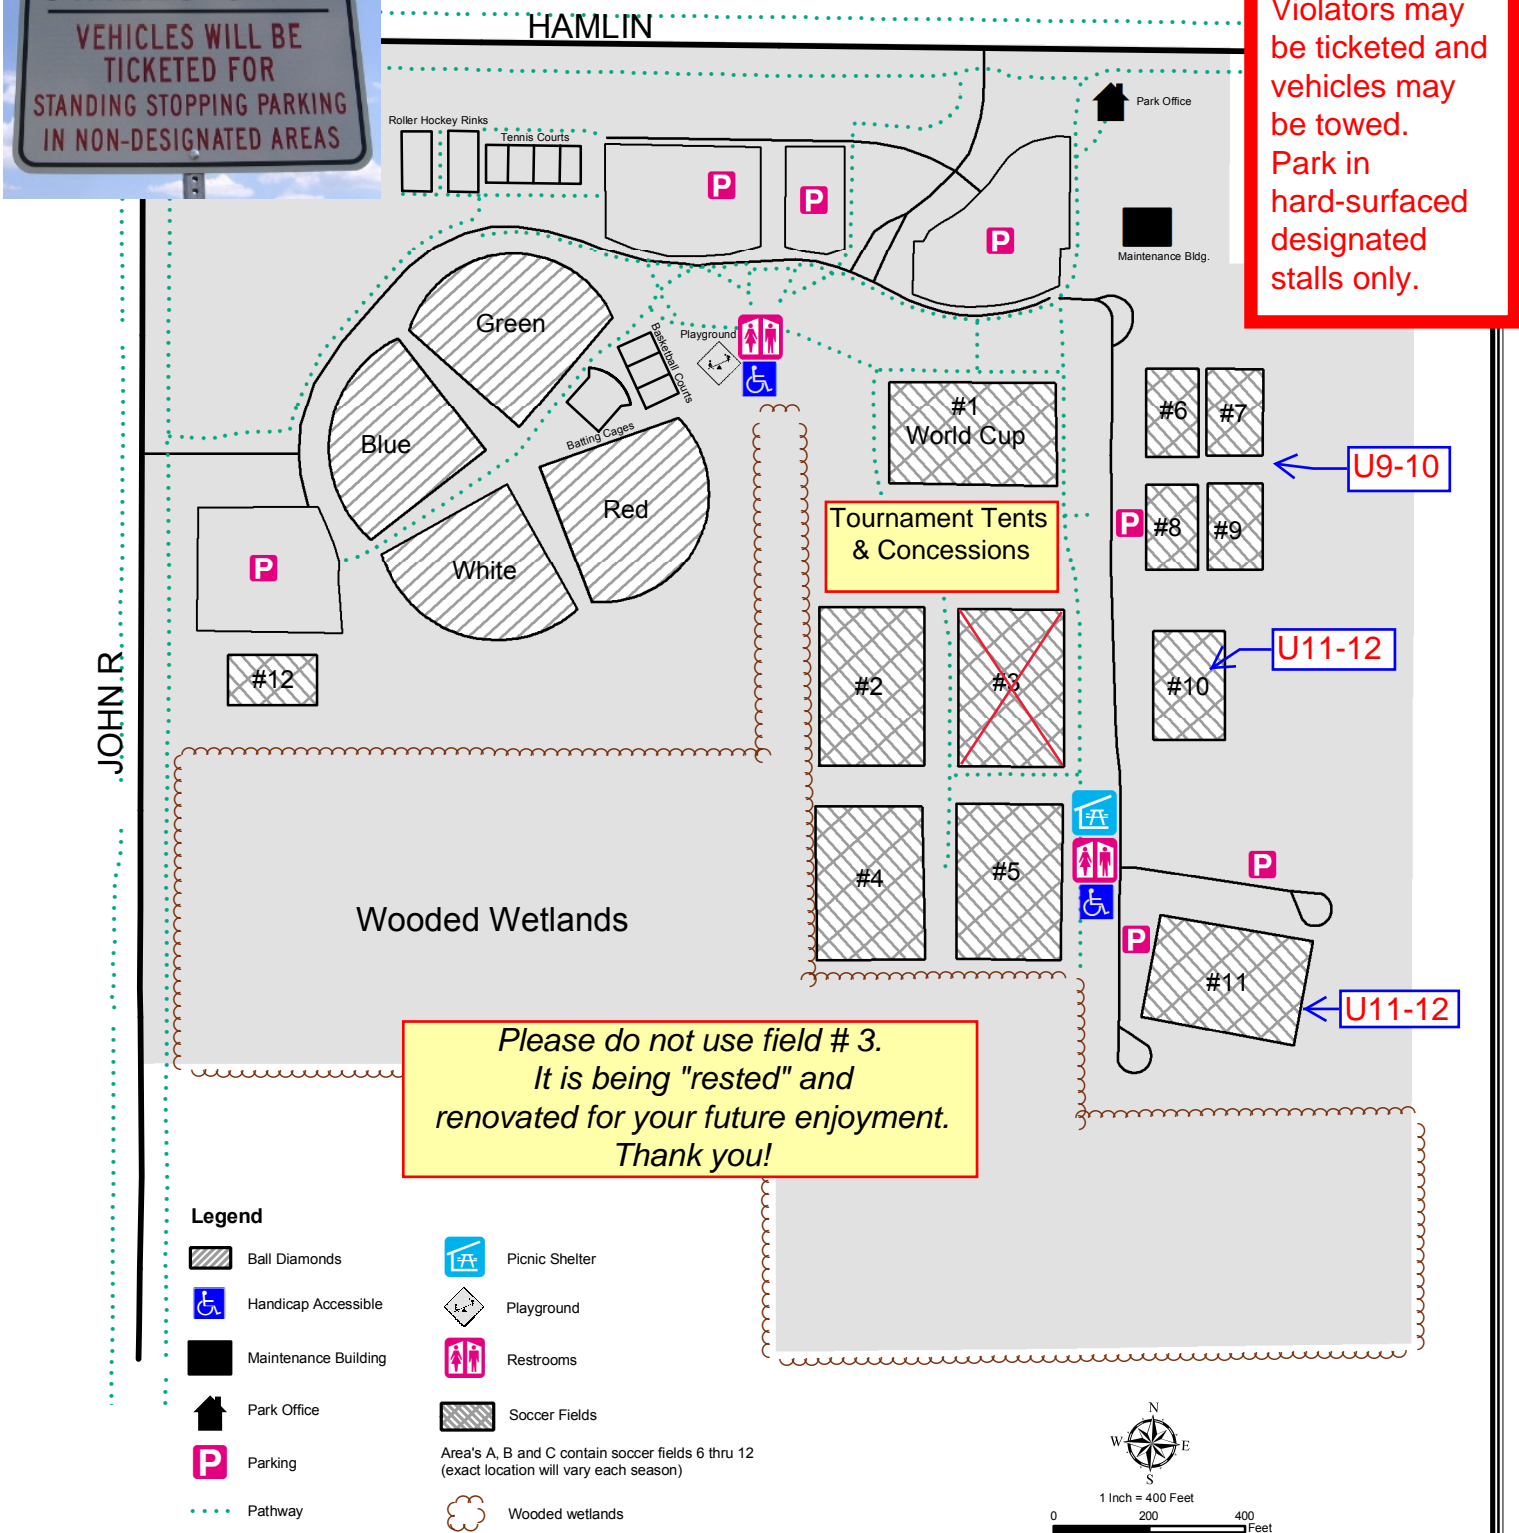 VEHICLES WILL BE
TICKETED FOR
STANDING STOPPING PARKING
IN NON-DESIGNATED AREAS
HAMLIN
Violators may
be ticketed and
vehicles may
be towed.
Park in
hard-surfaced
designated
stalls only.
Park Office
Roller Hockey Rinks
Tennis Courts
P
P
P
Maintenance Bldg.
Green
Playground
Basketball Courts
Blue
Batting Cages
Red
White
#1
World Cup
#6
#7
U9-10
#8
#9
P
Tournament Tents
& Concessions
P
#12
JOHN R
#2
#3
#10
U11-12
#4
#5
P
P
#11
U11-12
Wooded Wetlands
Please do not use field # 3.
It is being "rested" and
renovated for your future enjoyment.
Thank you!
Legend
Ball Diamonds
Handicap Accessible
Maintenance Building
Park Office
P Parking
Pathway
Picnic Shelter
Playground
Restrooms
Soccer Fields
Area's A, B and C contain soccer fields 6 thru 12
(exact location will vary each season)
Wooded wetlands
N
W E
S
1 Inch = 400 Feet
0 200 400
Feet